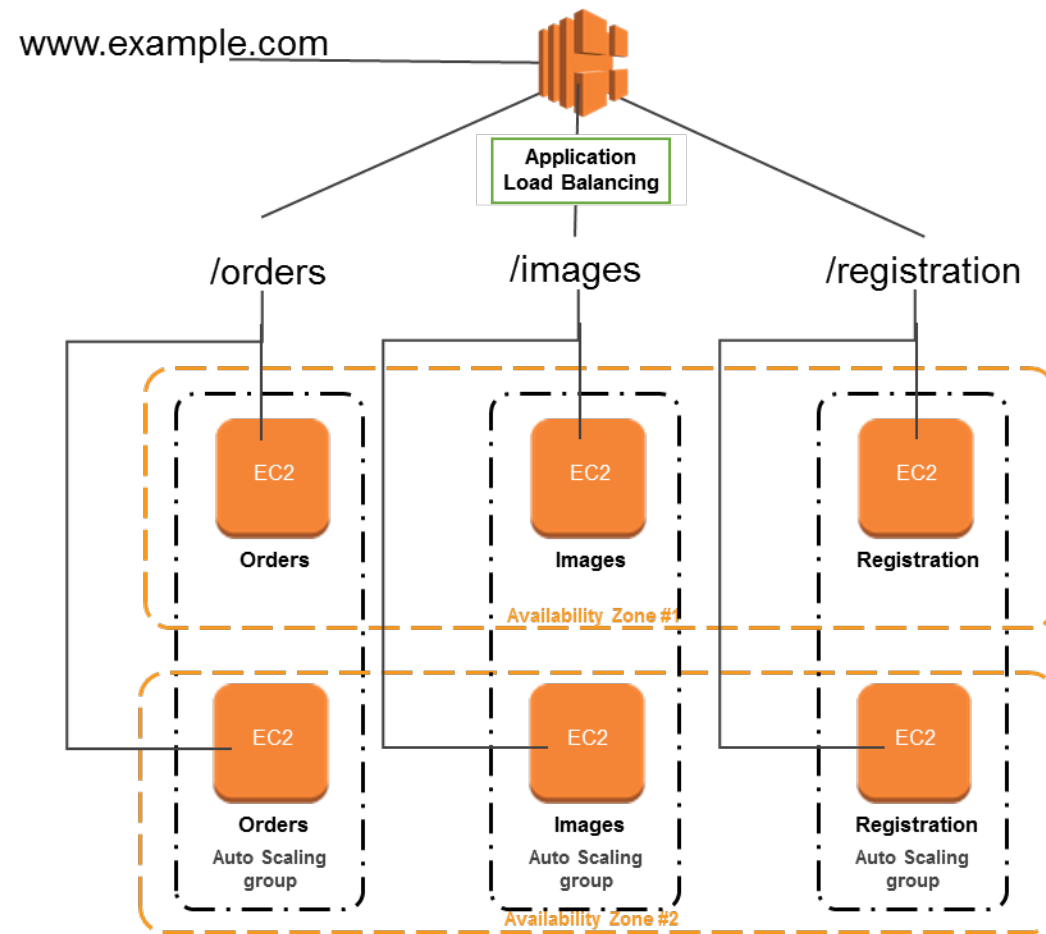 www.example.com
Application
Load Balancing
/orders
/images
/registration
EC2
EC2
EC2
Orders
Images
Registration
Availability Zone #1
EC2
EC2
EC2
Orders
Images
Registration
Auto Scaling
group
Auto Scaling
group
Auto Scaling
group
Availability Zone #2